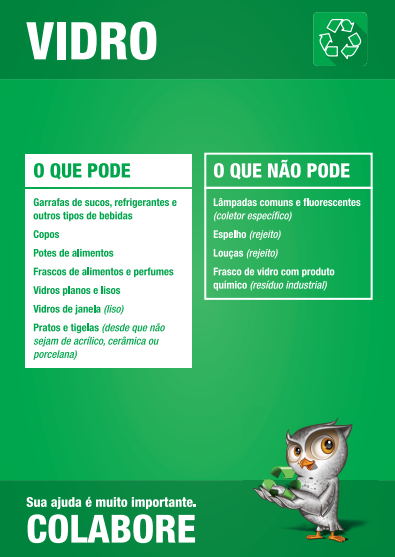 VIDRO
O QUE PODE
Garrafas de sucos, refrigerantes e
outros tipos de bebidas
Copos
Potes de alimentos
Frascos de alimentos e perfumes
Vidros planos e lisos
Vidros de janela (liso)
Pratos e tigelas (desde que não
sejam de acrílico, cerâmica ou
porcelana)
O QUE NÃO PODE
Lâmpadas comuns e fluorescentes
(coletor específico)
Espelho (rejeito)
Louças (rejeito)
Frasco de vidro com produto
químico (resíduo industrial)
Sua ajuda é muito importante.
COLABORE